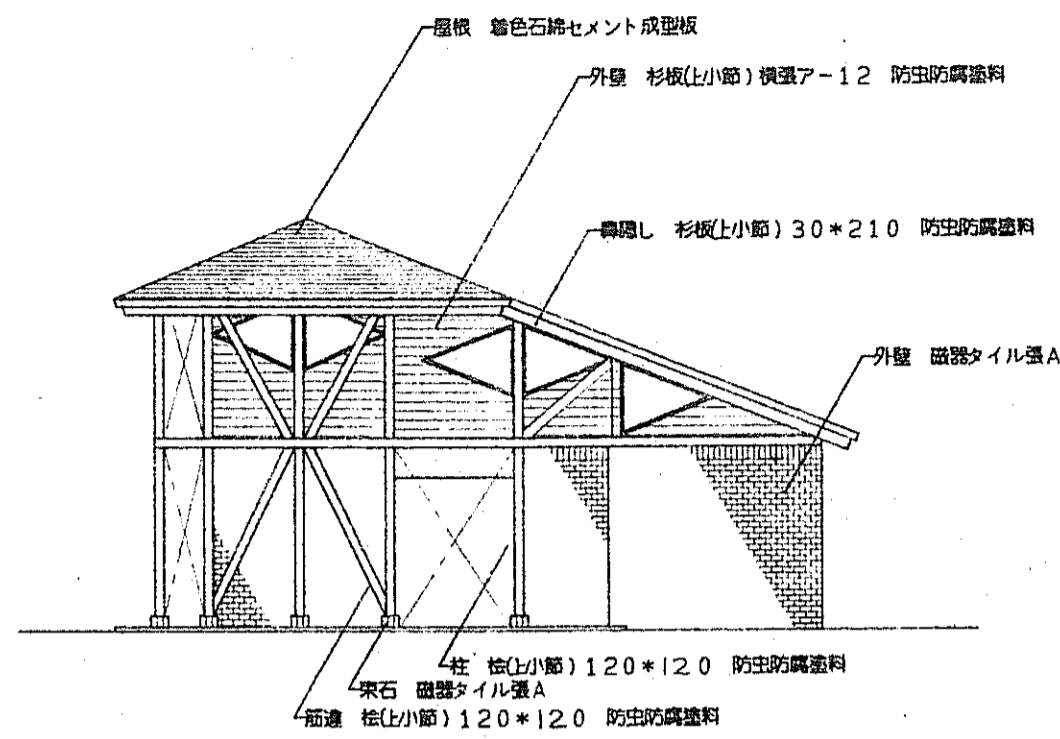 屋根 着色石綿セメント成型板
外壁 杉板(上小節)横張ア-12 防虫防腐塗料
鼻隠し 杉板(上小節)30*210 防虫防腐塗料
外壁 磁器タイル張A
柱 桧(上小節)120*120 防虫防腐塗料
束石 磁器タイル張A
筋違 桧(上小節)120*120 防虫防腐塗料